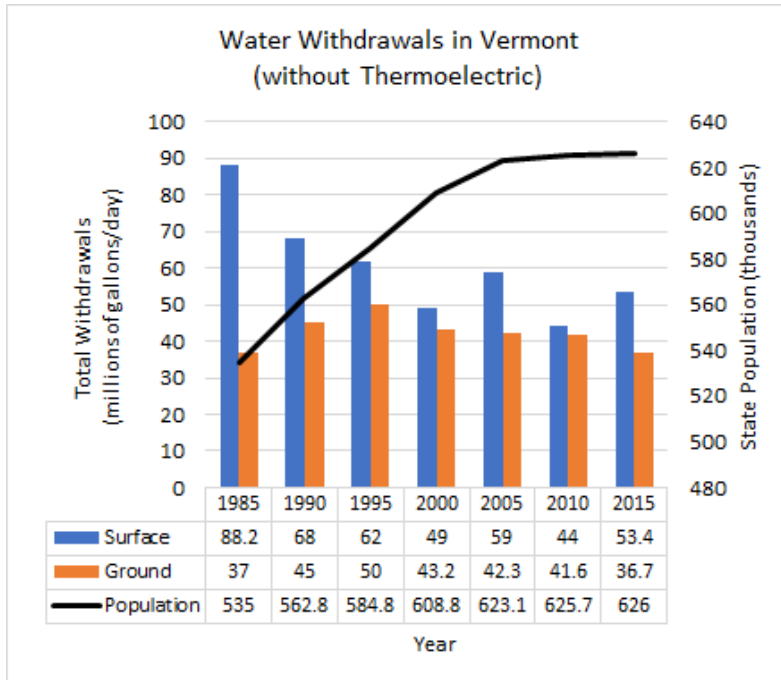 Water Withdrawals in Vermont
(without Thermoelectric)
Total Withdrawals
(millions of gallons/day)
100
90
80
70
60
50
40
30
20
10
0
640
620
600
580
560
540
520
500
480
State Population (thousands)
1985 1990 1995 2000 2005 2010 2015
Surface 88.2 68 62 49 59 44 53.4
Ground 37 45 50 43.2 42.3 41.6 36.7
Population 535 562.8 584.8 608.8 623.1 625.7 626
Year